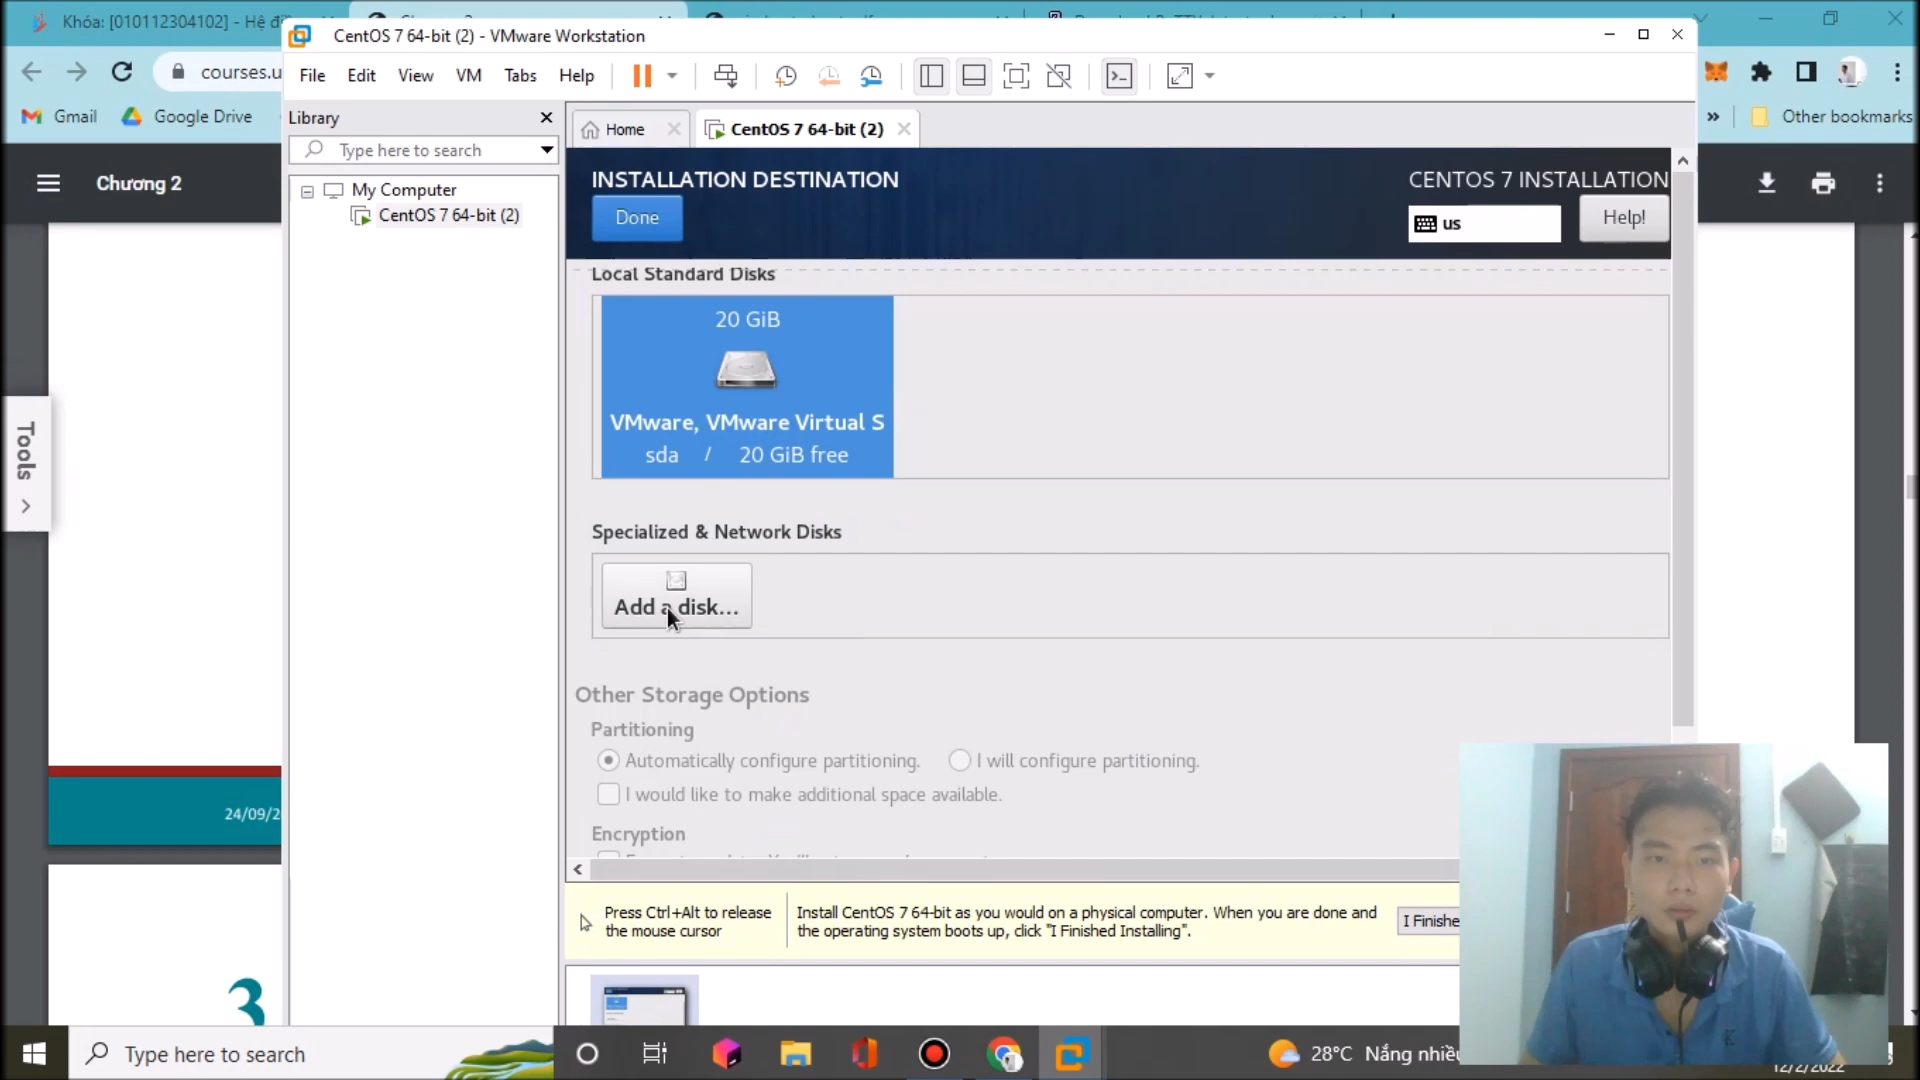 Khóa: [010112304102] - Hệ đi
CentOS 7 64-bit (2) - VMware Workstation
courses.u
File Edit View VM Tabs Help
Gmail Google Drive
Other bookmarks
Library
Type here to search
Home
CentOS 7 64-bit (2)
Chương 2
My Computer
CentOS 7 64-bit (2)
INSTALLATION DESTINATION
CENTOS 7 INSTALLATION
Done
us
Help!
Local Standard Disks
20 GiB
VMware, VMware Virtual S
sda / 20 GiB free
Tools
Specialized & Network Disks
Add a disk...
Other Storage Options
Partitioning
Automatically configure partitioning. I will configure partitioning.
I would like to make additional space available.
Encryption
24/09/2
Press Ctrl+Alt to release
the mouse cursor
Install CentOS 7 64-bit as you would on a physical computer. When you are done and
the operating system boots up, click "I Finished Installing".
I Finishe
3
Type here to search
28°C Nắng nhiề
12/2/2022